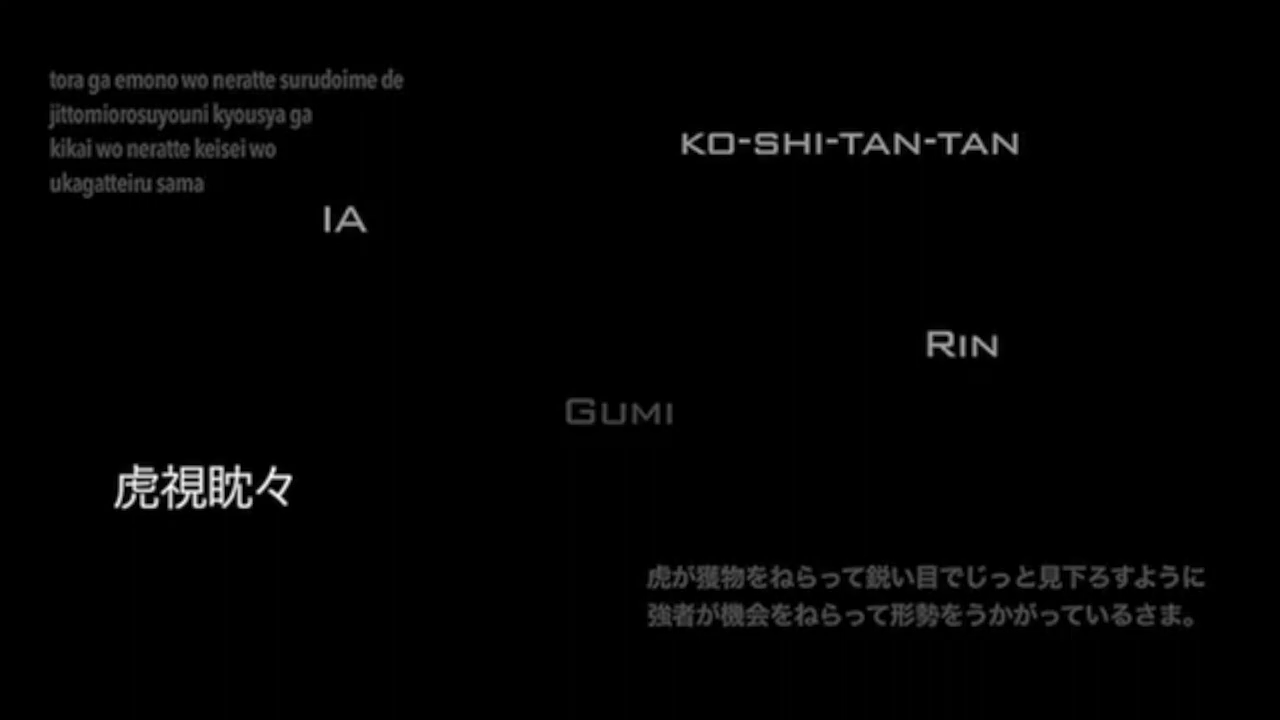 tora ga emono wo neratte surudoime de
jittomiorosuyouni kyousya ga
kikai wo neratte keisei wo
ukagatteiru sama
KO-SHI-TAN-TAN
IA
RIN
GUMI
虎視眈々
虎が獲物をねらって鋭い目でじっと見下ろすように
強者が機会をねらって形勢をうかがっているさま。